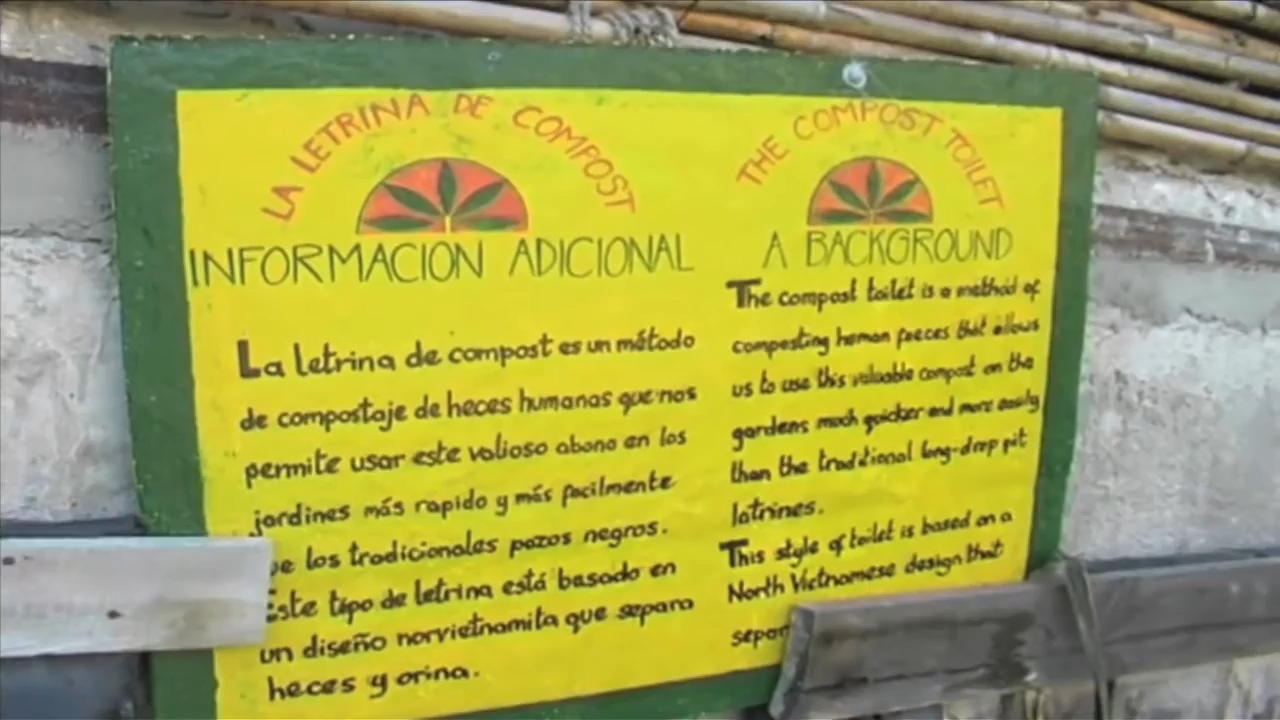 LA LETRINA DE COMPOST
INFORMACION ADICIONAL
La letrina de compost es un método
de compostaje de heces humanas que nos
permite usar este valioso abono en los
jardines más rapido y más facilmente
los tradicionales pozos negros.
Este tipo de letrina está basado en
un diseño norvietnamita que separa
heces y orina.
THE COMPOST TOILET
A BACKGROUND
The compost toilet is a method of
composting human faeces that allows
us to use this valuable compost on the
gardens much quicker and more easily
than the traditional long-drop pit
latrines.
This style of toilet is based on a
North Vietnamese design that